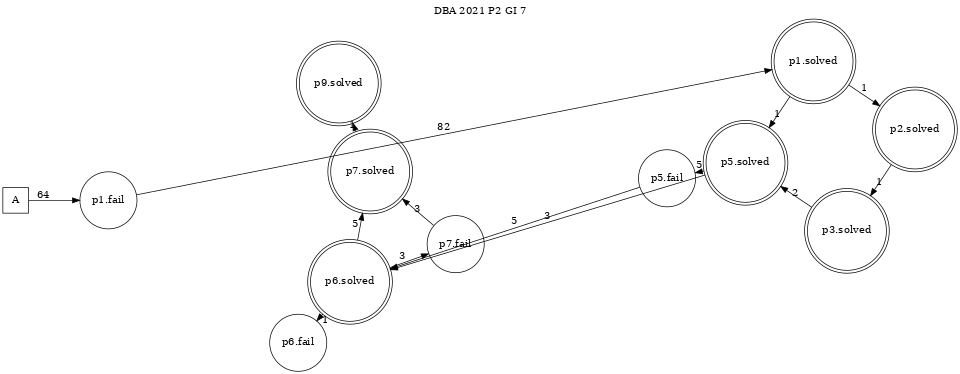 DBA 2021 P2 GI 7
p1.solved
p9.solved
1
82
p2.solved
1
p7.solved
5
p5.solved
p5.fail
A
64
p1.fail
1
2
3
5
3
p3.solved
5
p7.fail
3
p6.solved
1
p6.fail